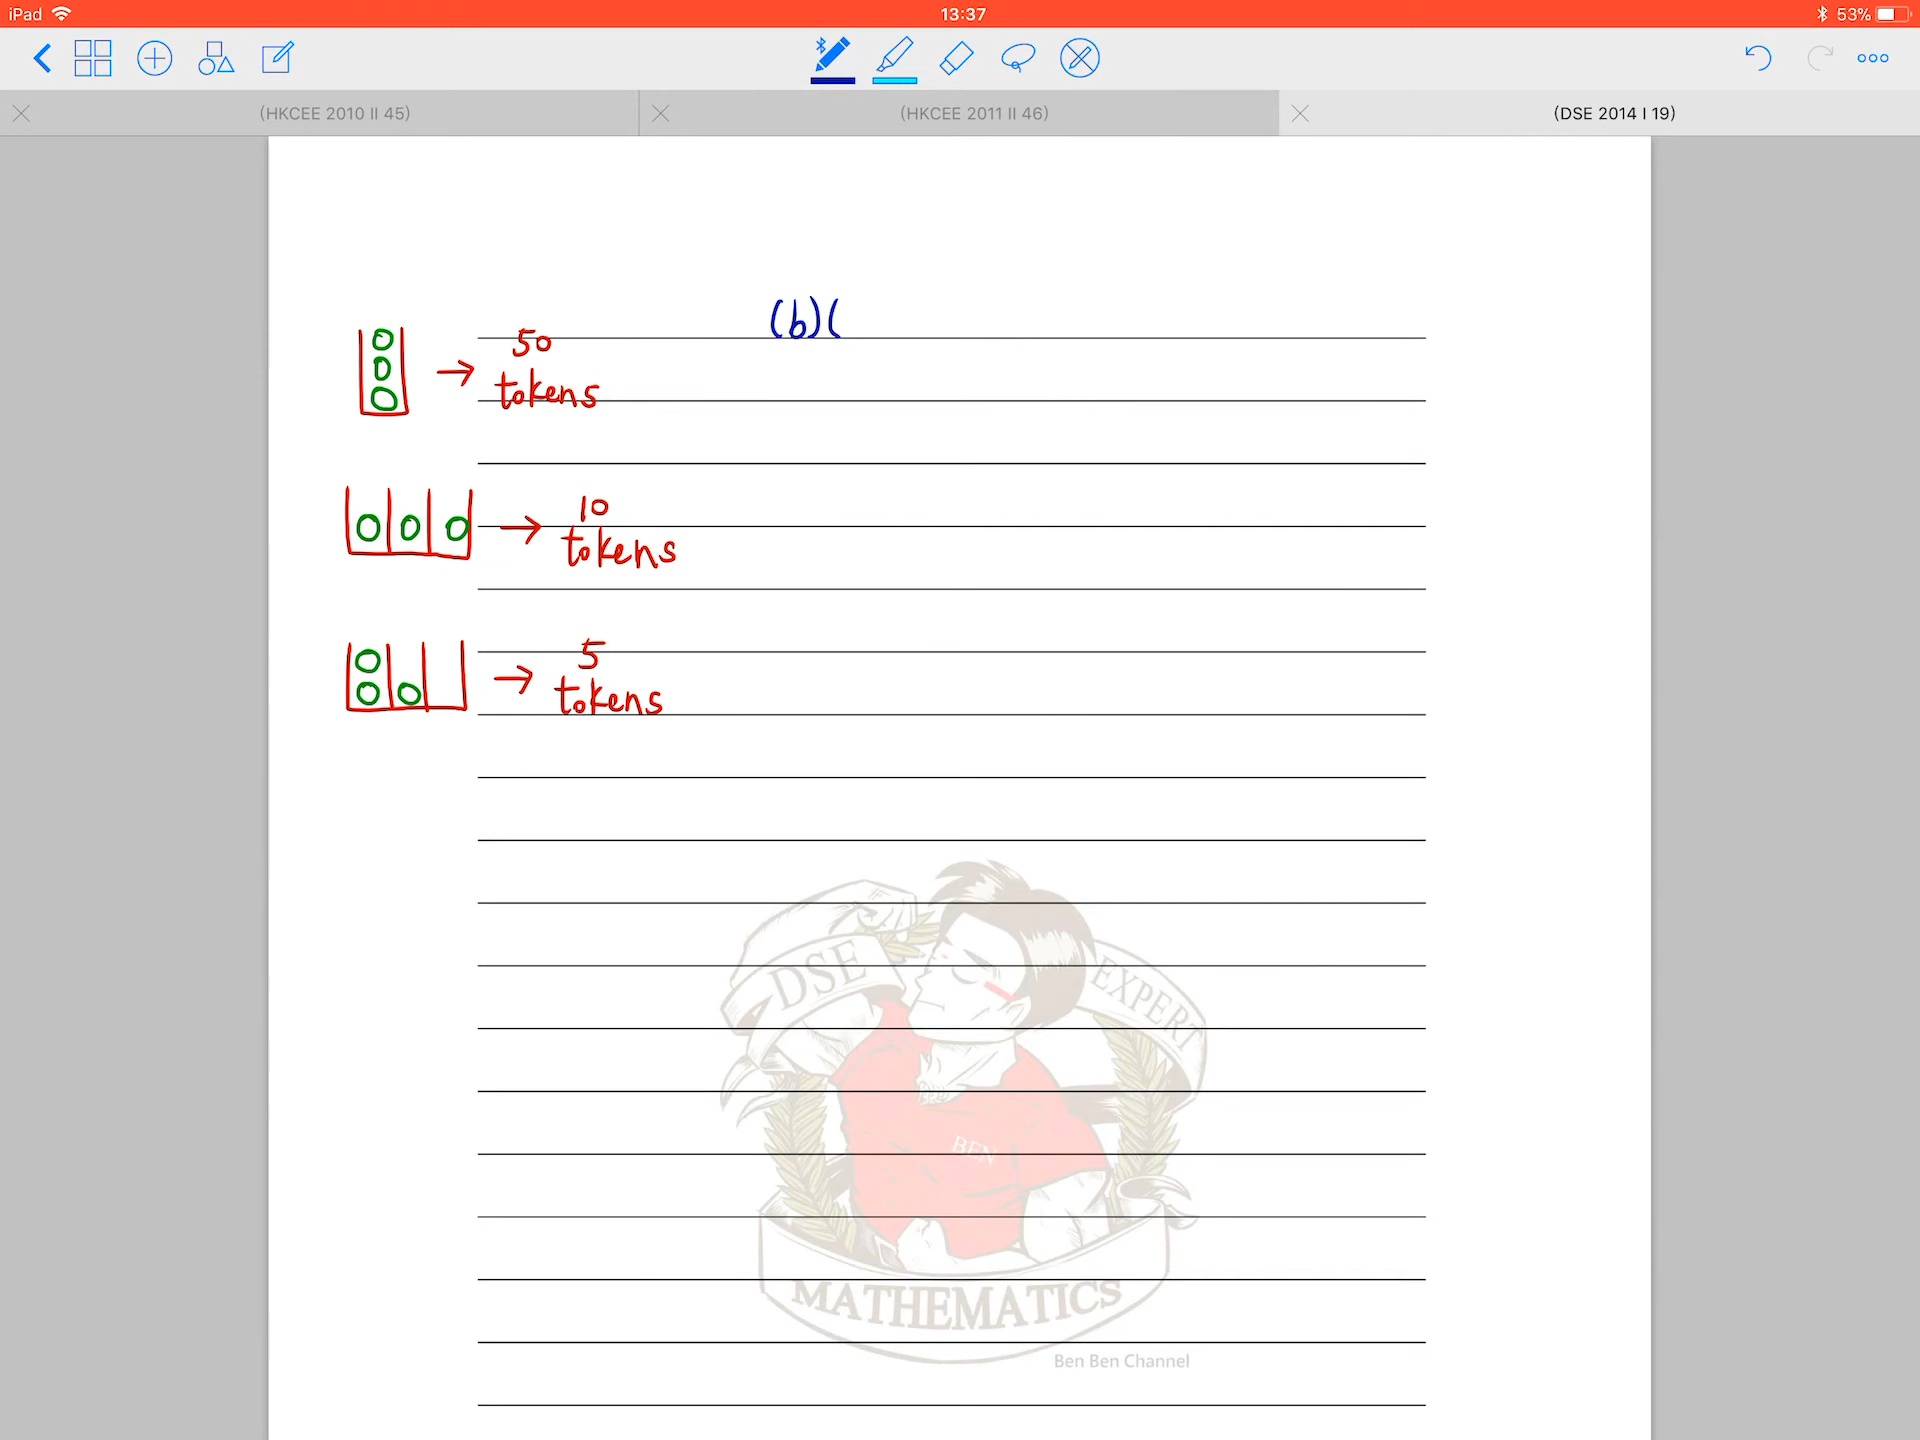 iPad 13:37 53%
(HKCEE 2010 II 45) (HKCEE 2011 II 46) (DSE 2014 I 19)
(b)(
50
tokens
10
tokens
5
tokens
DSE EXPERT
BEN
MATHEMATICS
Ben Ben Channel